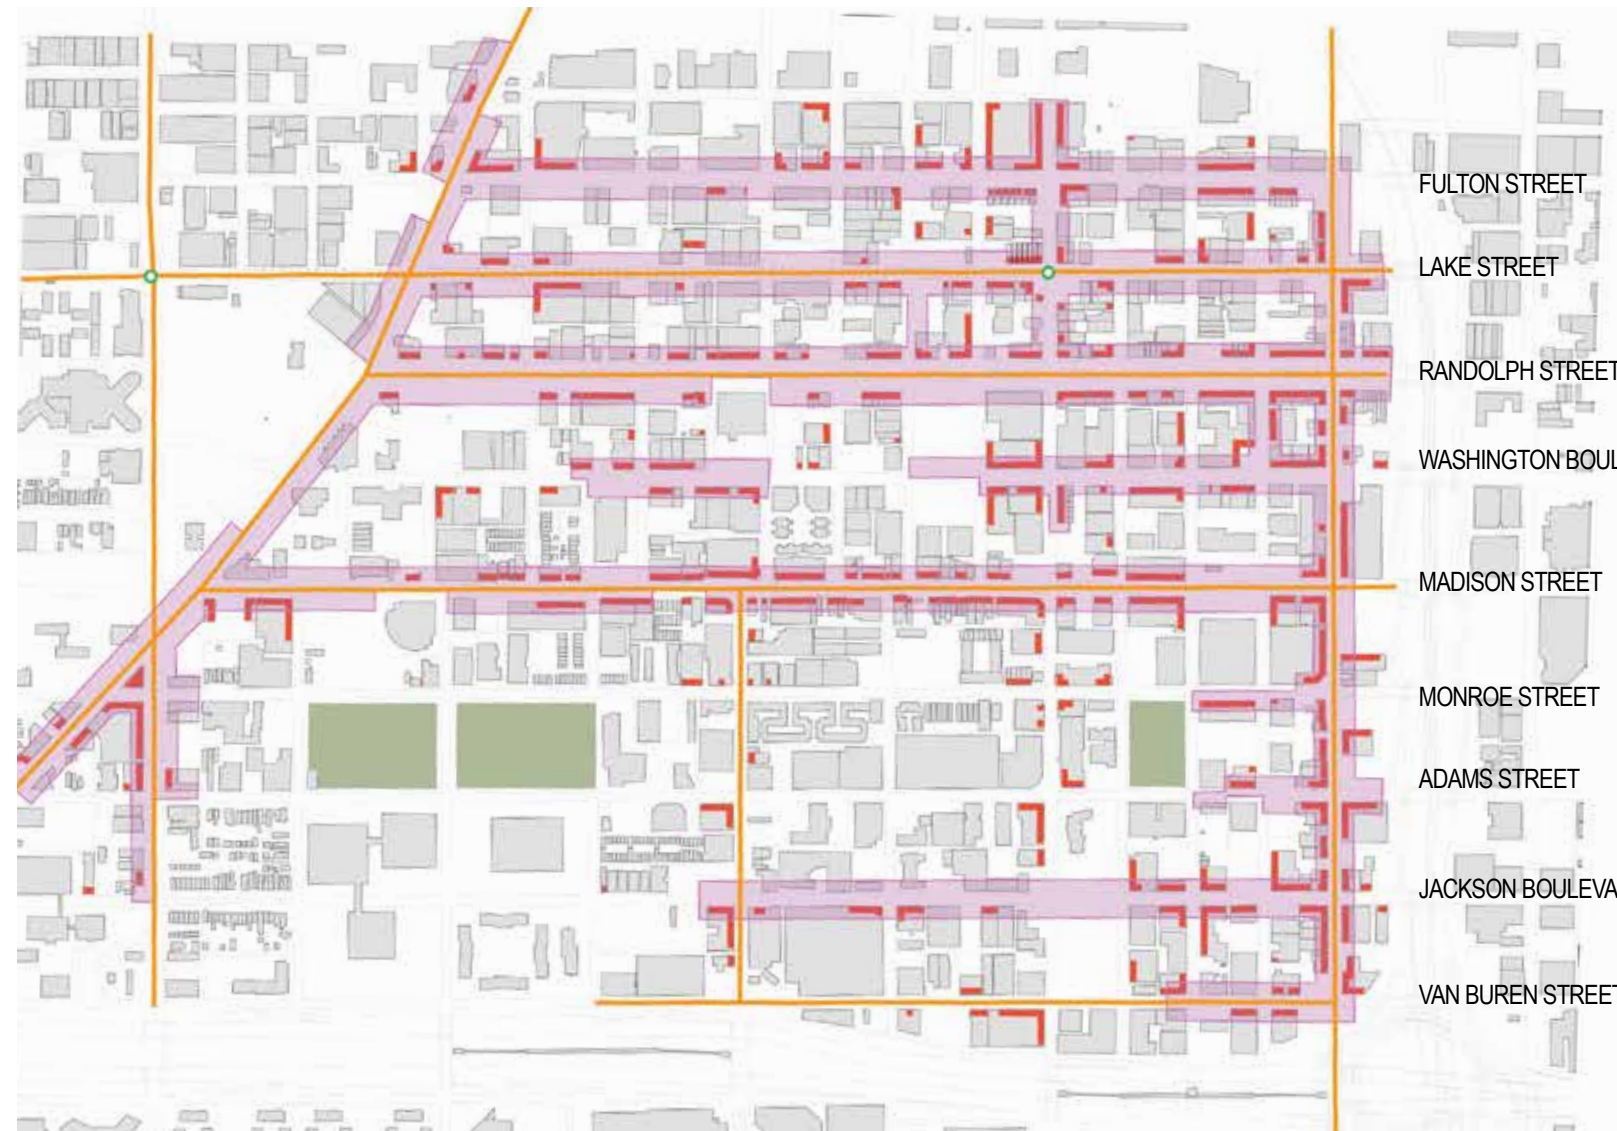 FULTON STREET
LAKE STREET
RANDOLPH STREET
WASHINGTON BOUL
MADISON STREET
MONROE STREET
ADAMS STREET
JACKSON BOULEVA
VAN BUREN STREET